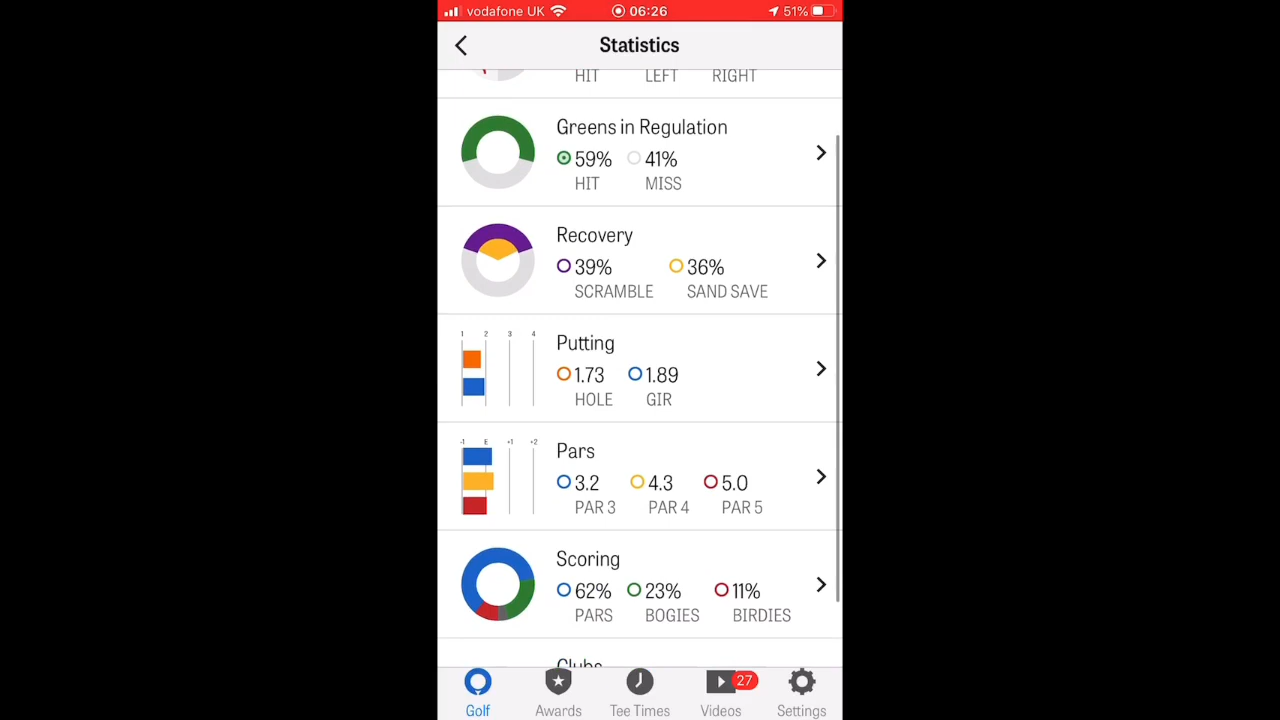 vodafone UK 06:26 51%
Statistics
HIT LEFT RIGHT
Greens in Regulation
59% 41%
HIT MISS
Recovery
39% 36%
SCRAMBLE SAND SAVE
1 2 3 4
Putting
1.73 1.89
HOLE GIR
-1 E +1 +2
Pars
3.2 4.3 5.0
PAR 3 PAR 4 PAR 5
Scoring
62% 23% 11%
PARS BOGIES BIRDIES
Clubs
27
Golf Awards Tee Times Videos Settings